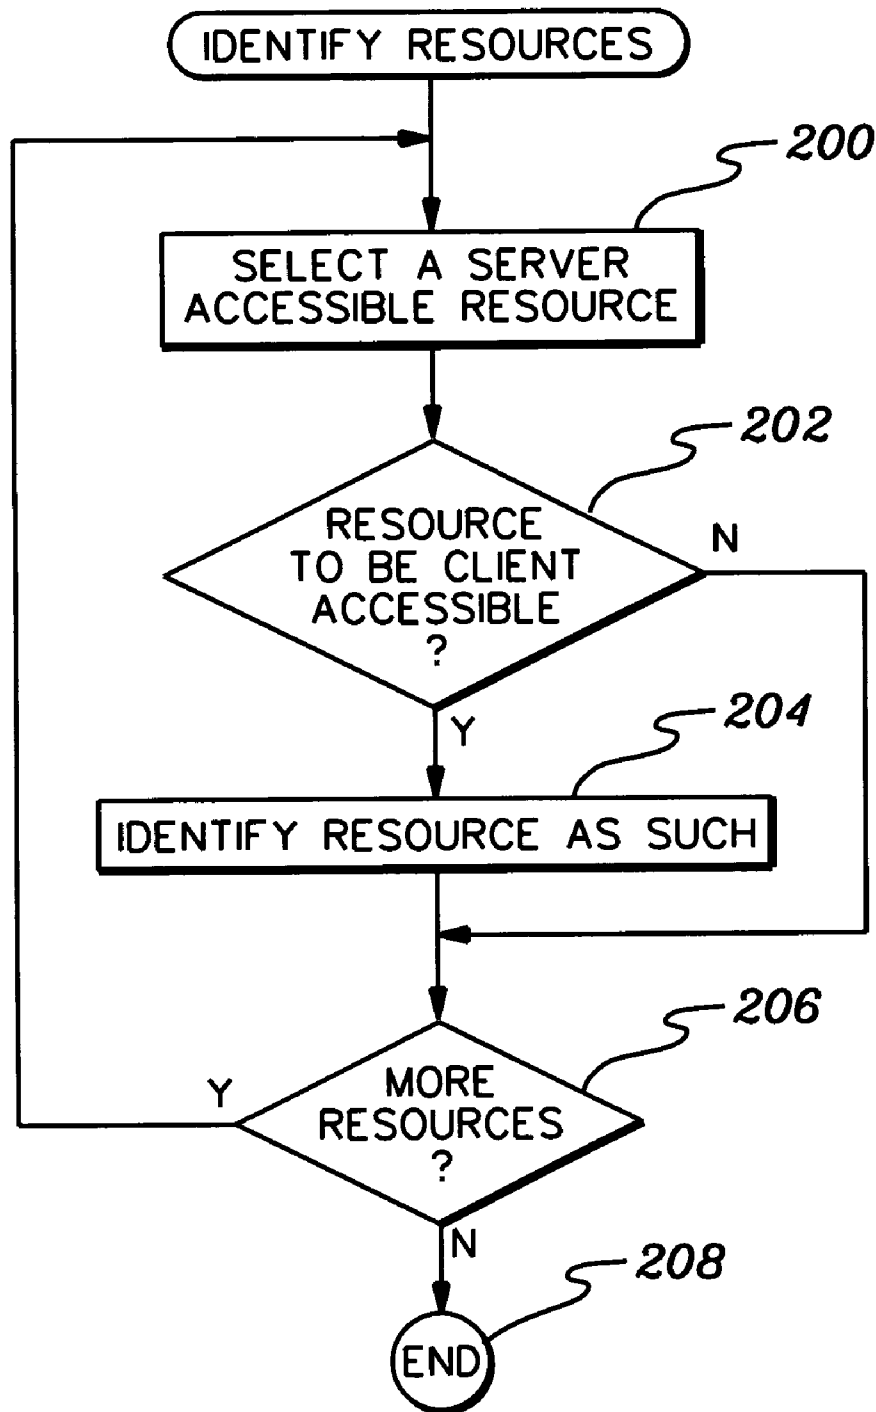 IDENTIFY RESOURCES
200
SELECT A SERVER
ACCESSIBLE RESOURCE
202
RESOURCE
TO BE CLIENT
ACCESSIBLE
?
N
Y
204
IDENTIFY RESOURCE AS SUCH
206
MORE
RESOURCES
?
Y
N
208
END